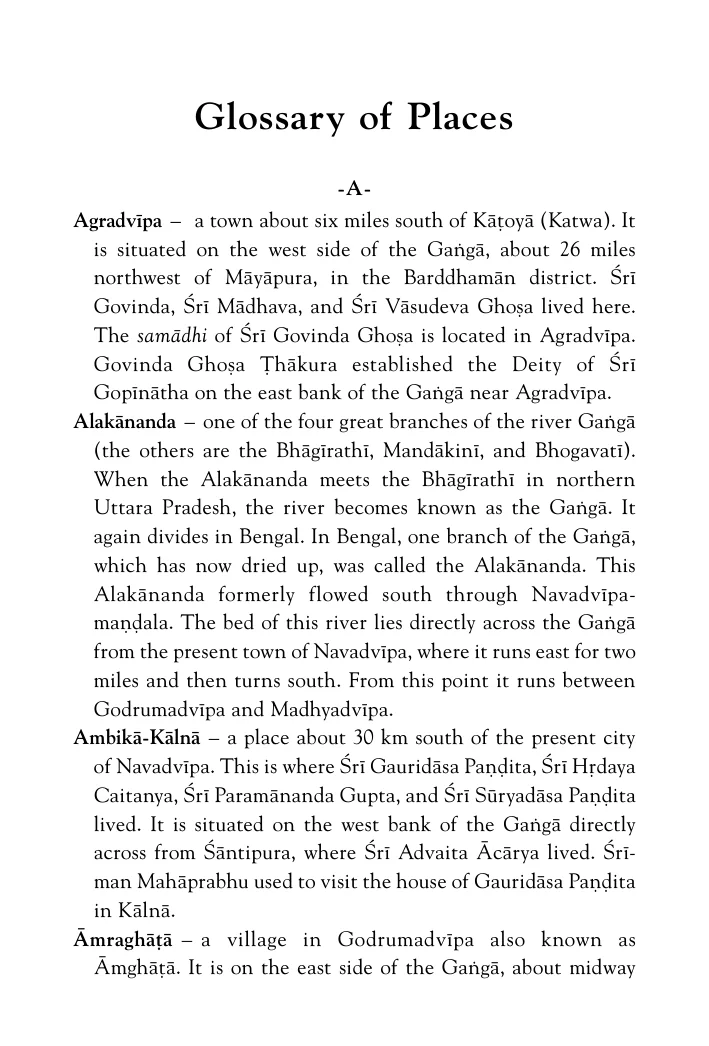 Glossary of Places
-A-
Agradvīpa – a town about six miles south of Kāṭoyā (Katwa). It
is situated on the west side of the Gaṅgā, about 26 miles
northwest of Māyāpura, in the Barddhamān district. Śrī
Govinda, Śrī Mādhava, and Śrī Vāsudeva Ghoṣa lived here.
The samādhi of Śrī Govinda Ghoṣa is located in Agradvīpa.
Govinda Ghoṣa Ṭhākura established the Deity of Śrī
Gopīnātha on the east bank of the Gaṅgā near Agradvīpa.
Alakānanda – one of the four great branches of the river Gaṅgā
(the others are the Bhāgīrathī, Mandākinī, and Bhogavatī).
When the Alakānanda meets the Bhāgīrathī in northern
Uttara Pradesh, the river becomes known as the Gaṅgā. It
again divides in Bengal. In Bengal, one branch of the Gaṅgā,
which has now dried up, was called the Alakānanda. This
Alakānanda formerly flowed south through Navadvīpa-
maṇḍala. The bed of this river lies directly across the Gaṅgā
from the present town of Navadvīpa, where it runs east for two
miles and then turns south. From this point it runs between
Godrumadvīpa and Madhyadvīpa.
Ambikā-Kālnā – a place about 30 km south of the present city
of Navadvīpa. This is where Śrī Gauridāsa Paṇḍita, Śrī Hṛdaya
Caitanya, Śrī Paramānanda Gupta, and Śrī Sūryadāsa Paṇḍita
lived. It is situated on the west bank of the Gaṅgā directly
across from Śāntipura, where Śrī Advaita Ācārya lived. Śrī-
man Mahāprabhu used to visit the house of Gauridāsa Paṇḍita
in Kālnā.
Āmraghāṭā – a village in Godrumadvīpa also known as
Āmghāṭā. It is on the east side of the Gaṅgā, about midway